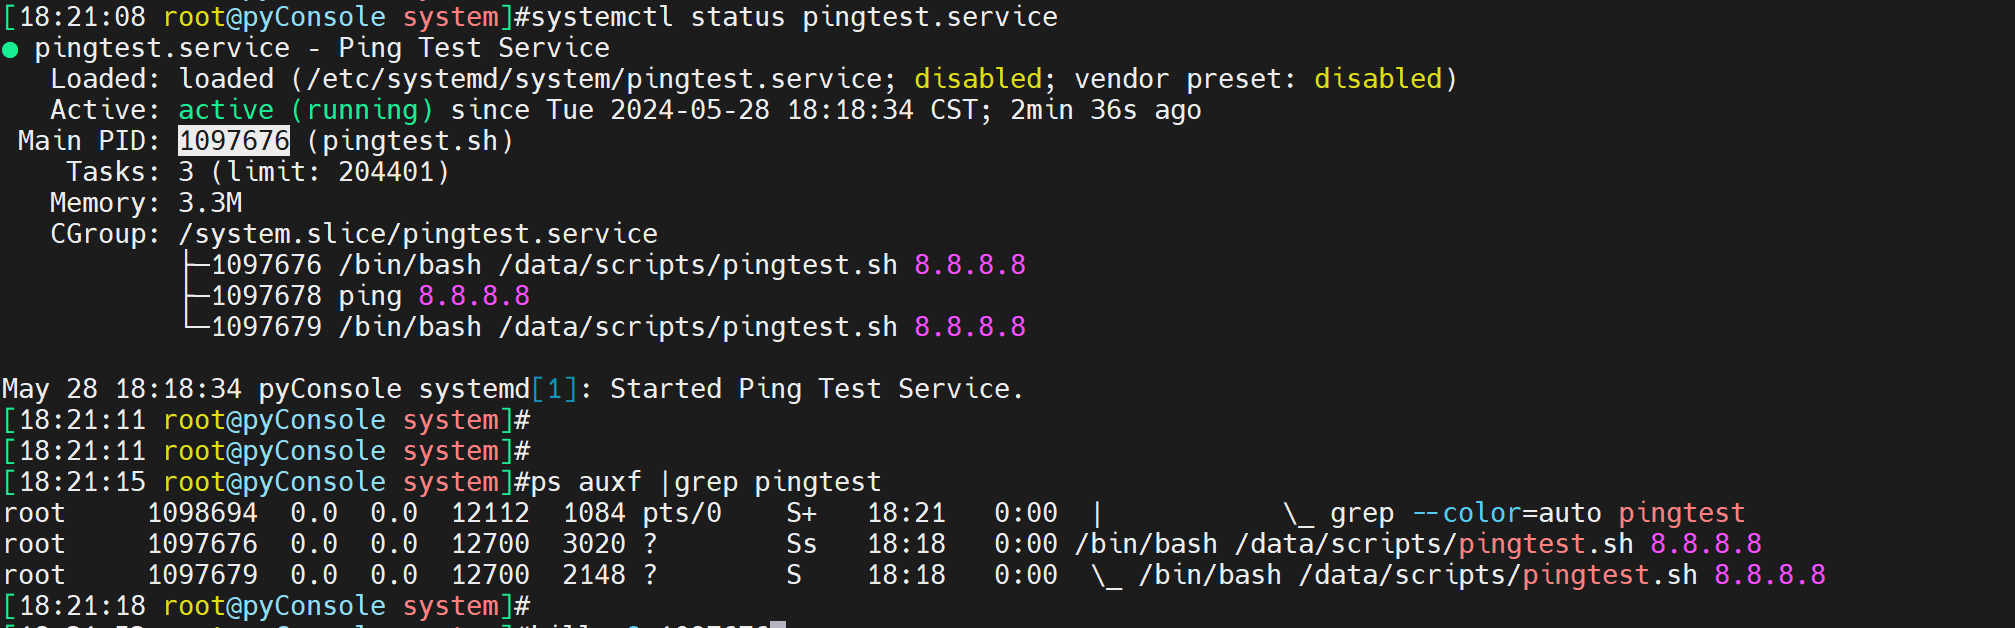 [18:21:08 root@pyConsole system]#systemctl status pingtest.service
● pingtest.service - Ping Test Service
Loaded: loaded (/etc/systemd/system/pingtest.service; disabled; vendor preset: disabled)
Active: active (running) since Tue 2024-05-28 18:18:34 CST; 2min 36s ago
Main PID: 1097676 (pingtest.sh)
Tasks: 3 (limit: 204401)
Memory: 3.3M
CGroup: /system.slice/pingtest.service
├─1097676 /bin/bash /data/scripts/pingtest.sh 8.8.8.8
├─1097678 ping 8.8.8.8
└─1097679 /bin/bash /data/scripts/pingtest.sh 8.8.8.8
May 28 18:18:34 pyConsole systemd[1]: Started Ping Test Service.
[18:21:11 root@pyConsole system]#
[18:21:11 root@pyConsole system]#
[18:21:15 root@pyConsole system]#ps auxf |grep pingtest
root 1098694 0.0 0.0 12112 1084 pts/0 S+ 18:21 0:00 | \_ grep --color=auto pingtest
root 1097676 0.0 0.0 12700 3020 ? Ss 18:18 0:00 /bin/bash /data/scripts/pingtest.sh 8.8.8.8
root 1097679 0.0 0.0 12700 2148 ? S 18:18 0:00 \_ /bin/bash /data/scripts/pingtest.sh 8.8.8.8
[18:21:18 root@pyConsole system]#